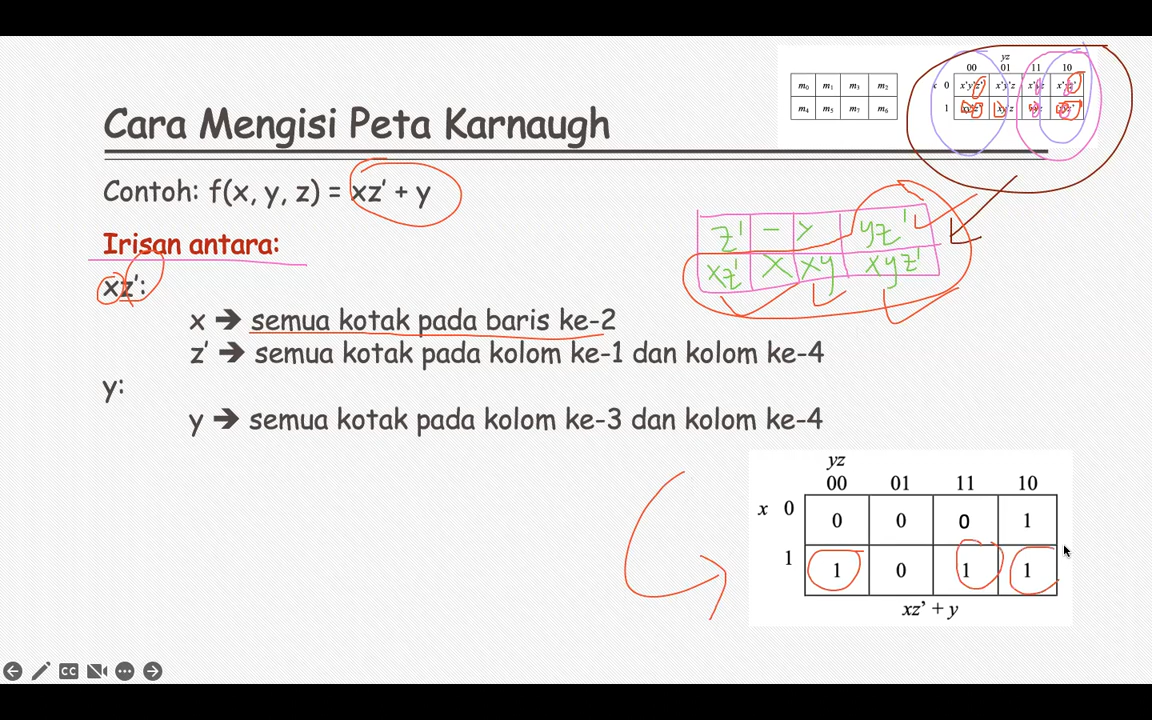 Cara Mengisi Peta Karnaugh
m0 m1 m3 m2
m4 m5 m7 m6
yz
00 01 11 10
x 0 x'y'z' x'y'z x'yz
1
Contoh: f(x, y, z) = xz' + y
Irisan antara:
xz':
z' - y yz'
xz' x xy xyz'
x → semua kotak pada baris ke-2
z' → semua kotak pada kolom ke-1 dan kolom ke-4
y:
y → semua kotak pada kolom ke-3 dan kolom ke-4
yz
00 01 11 10
x 0 0 0 0 1
1 1 0 1 1
xz' + y
CC